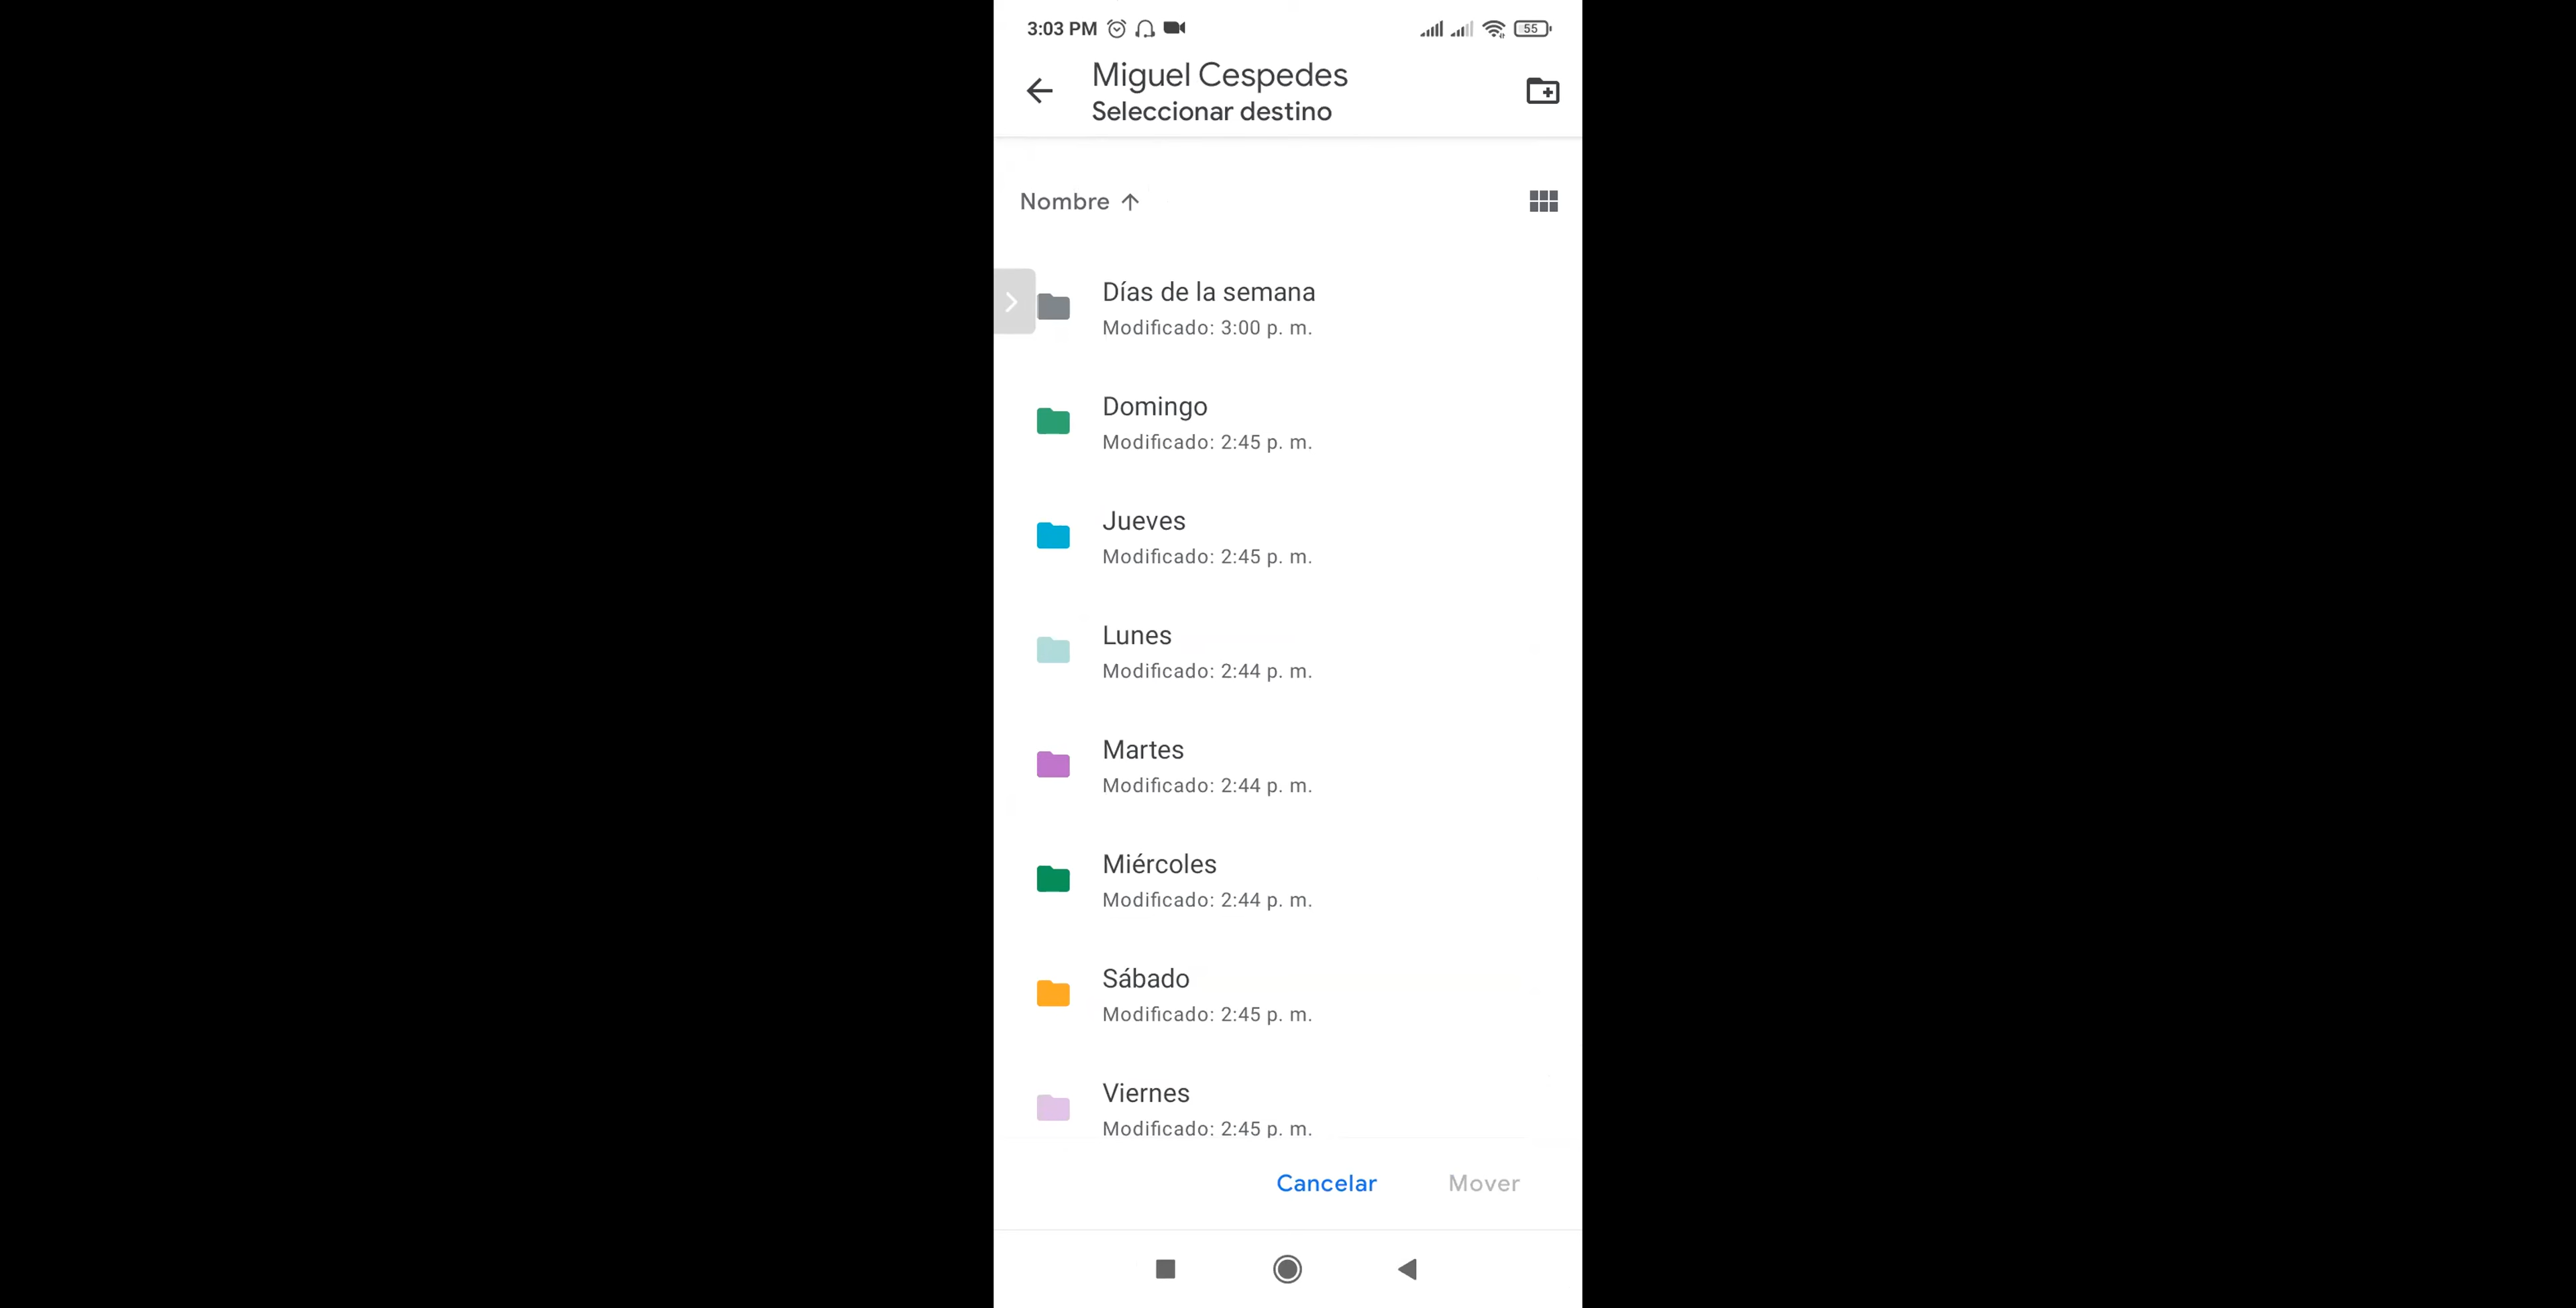 3:03 PM 55
Miguel Cespedes
Seleccionar destino
Nombre
Días de la semana
Modificado: 3:00 p. m.
Domingo
Modificado: 2:45 p. m.
Jueves
Modificado: 2:45 p. m.
Lunes
Modificado: 2:44 p. m.
Martes
Modificado: 2:44 p. m.
Miércoles
Modificado: 2:44 p. m.
Sábado
Modificado: 2:45 p. m.
Viernes
Modificado: 2:45 p. m.
Cancelar Mover